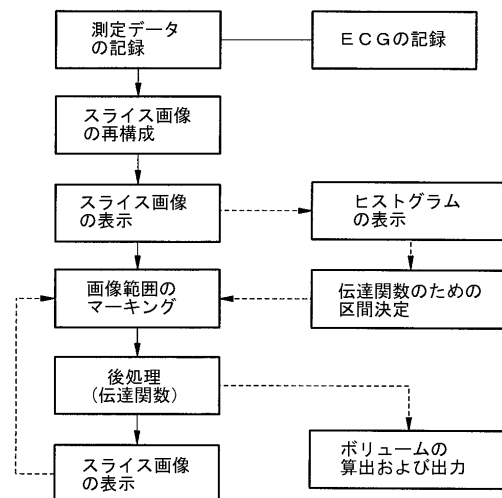 測定データ
の記録
ＥＣＧの記録
スライス画像
の再構成
スライス画像
の表示
ヒストグラム
の表示
画像範囲の
マーキング
伝達関数のための
区間決定
後処理
(伝達関数)
ボリュームの
算出および出力
スライス画像
の表示